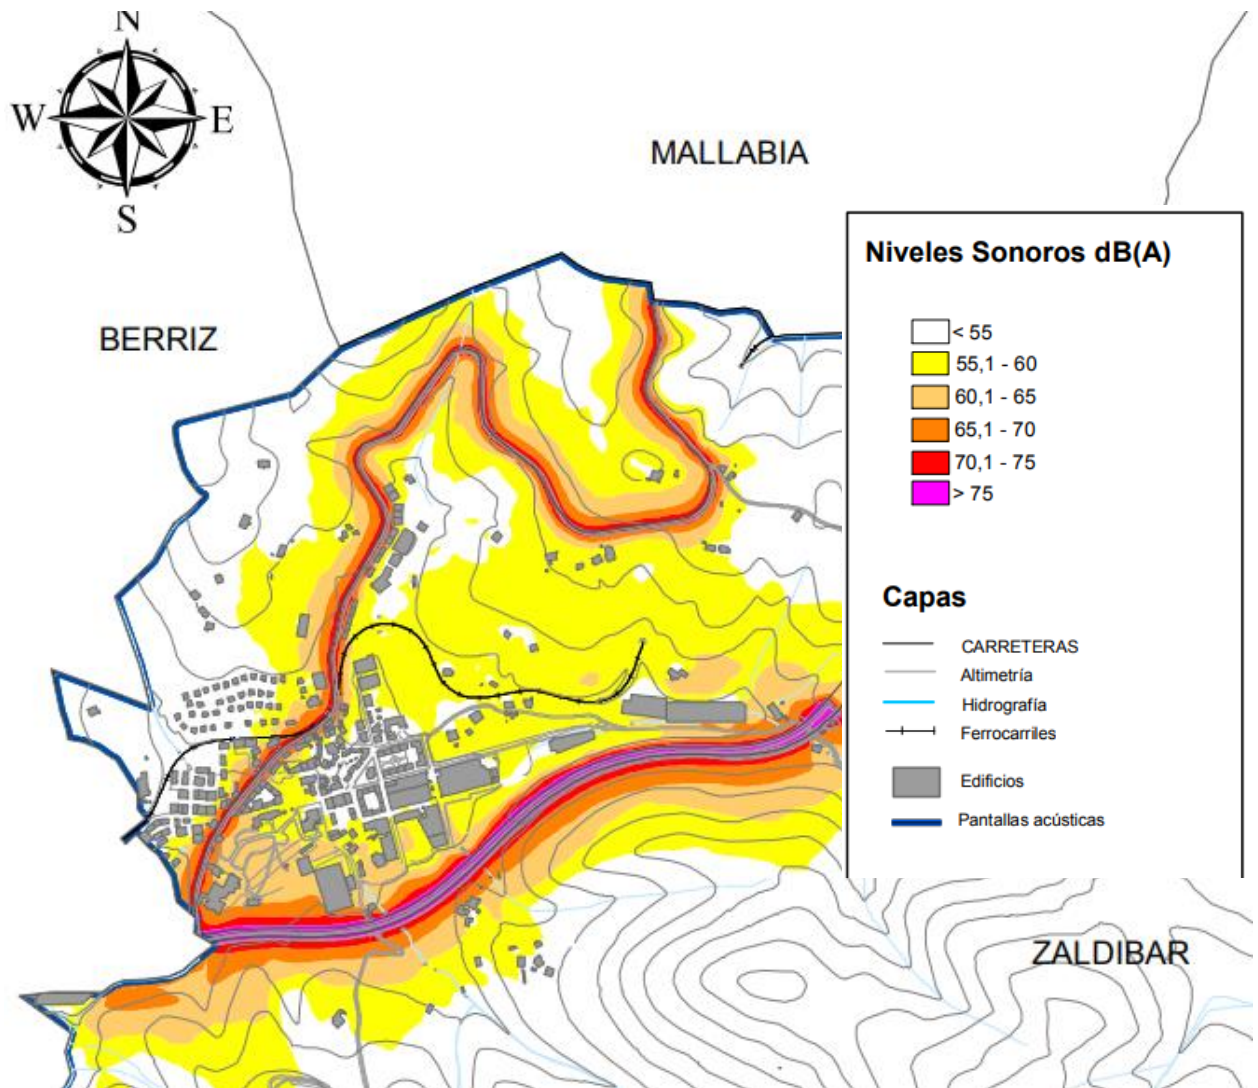 N
W E
S
MALLABIA
BERRIZ
Niveles Sonoros dB(A)
< 55
55,1 - 60
60,1 - 65
65,1 - 70
70,1 - 75
> 75
Capas
CARRETERAS
Altimetría
Hidrografía
Ferrocarriles
Edificios
Pantallas acústicas
ZALDIBAR